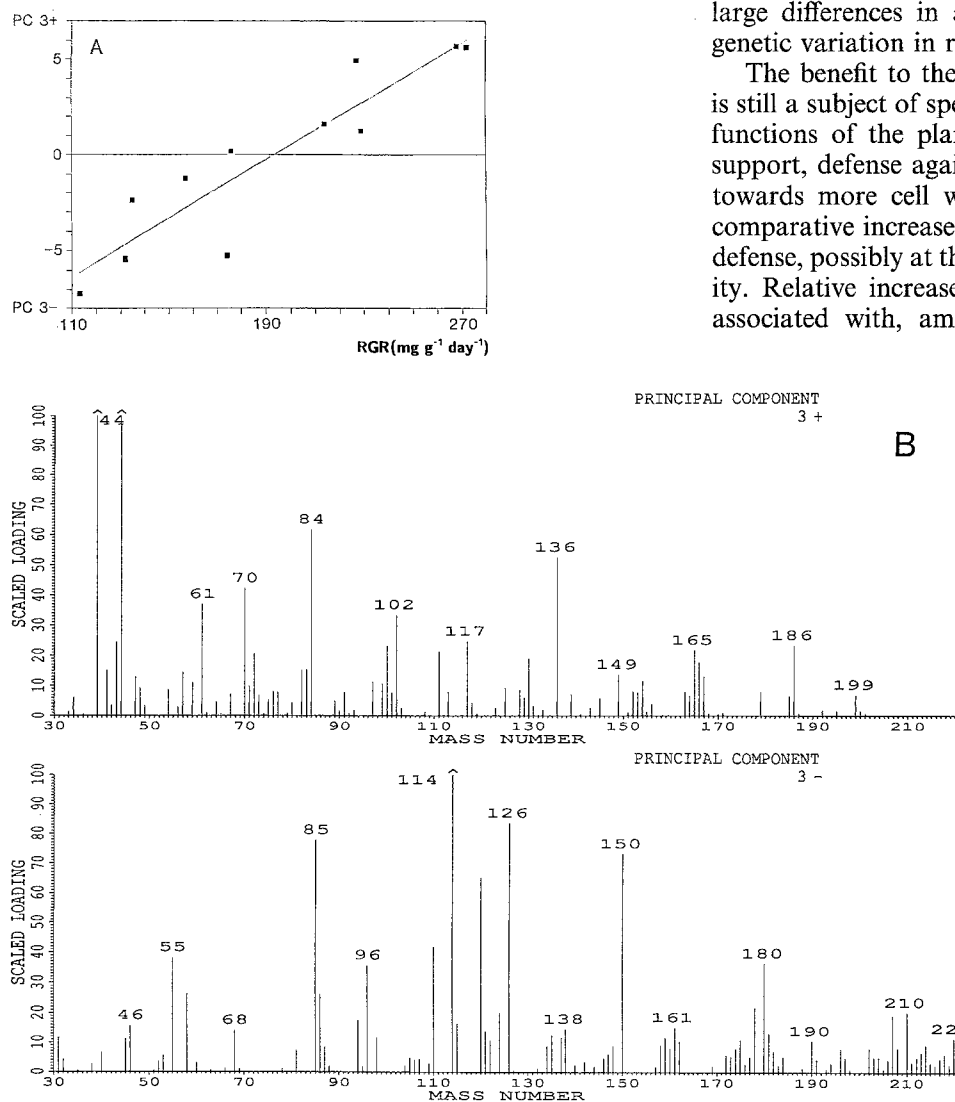 PC 3+
A
5
0
-5
PC 3-
110
190
270
RGR(mg g⁻¹ day⁻¹)
large differences in a
genetic variation in r
The benefit to the
is still a subject of spe
functions of the plan
support, defense agai
towards more cell w
comparative increase
defense, possibly at th
ity. Relative increase
associated with, am
PRINCIPAL COMPONENT
3 +
B
SCALED LOADING
0 10 20 30 40 50 60 70 80 90 100
^ 44 ^
61
70
84
102
117
136
149
165
186
199
30 50 70 90 110 130 150 170 190 210
MASS NUMBER
PRINCIPAL COMPONENT
3 -
SCALED LOADING
0 10 20 30 40 50 60 70 80 90 100
46
55
68
85
96
114 ^
126
138
150
161
180
190
210
22
30 50 70 90 110 130 150 170 190 210
MASS NUMBER